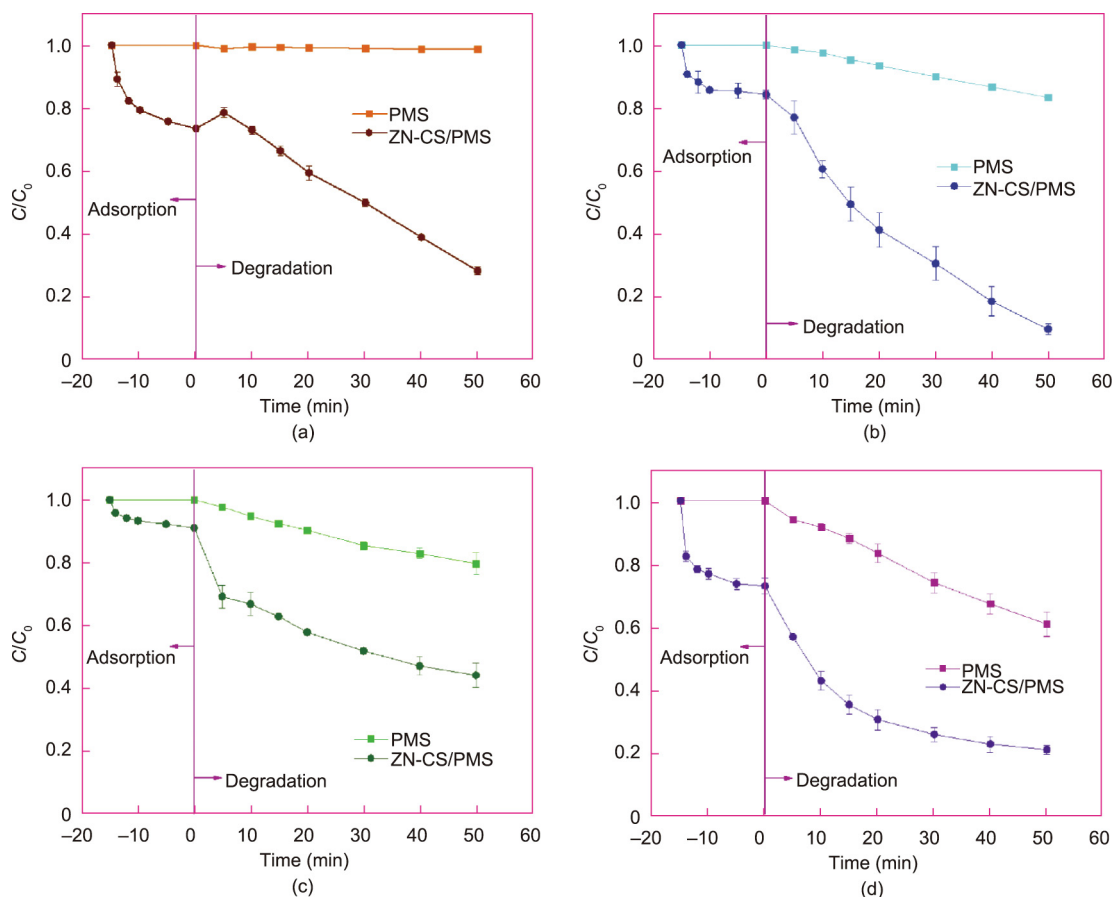 1.0
0.8
0.6
0.4
0.2
0
C/C0
PMS
ZN-CS/PMS
Adsorption
Degradation
–20 –10 0 10 20 30 40 50 60
Time (min)
(a)
1.0
0.8
0.6
0.4
0.2
0
C/C0
PMS
ZN-CS/PMS
Adsorption
Degradation
–20 –10 0 10 20 30 40 50 60
Time (min)
(b)
1.0
0.8
0.6
0.4
0.2
0
C/C0
Adsorption
PMS
ZN-CS/PMS
Degradation
–20 –10 0 10 20 30 40 50 60
Time (min)
(c)
1.0
0.8
0.6
0.4
0.2
0
C/C0
Adsorption
PMS
ZN-CS/PMS
Degradation
–20 –10 0 10 20 30 40 50 60
Time (min)
(d)